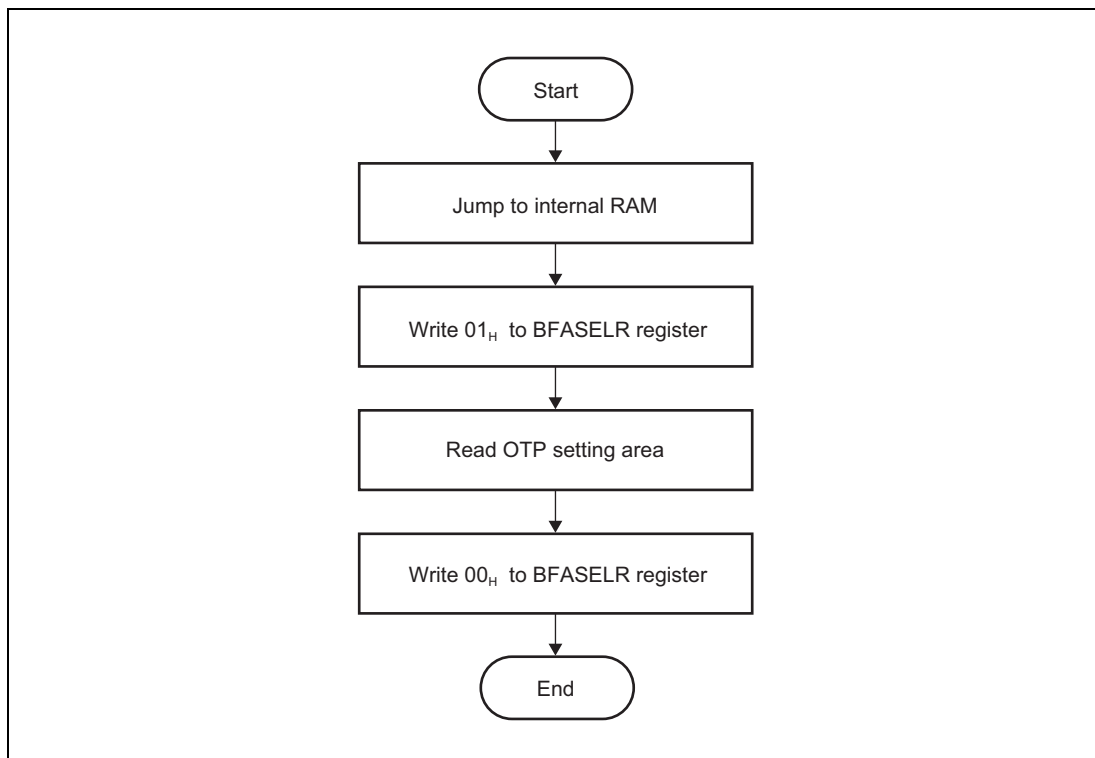 Start
Jump to internal RAM
Write 01H to BFASELR register
Read OTP setting area
Write 00H to BFASELR register
End